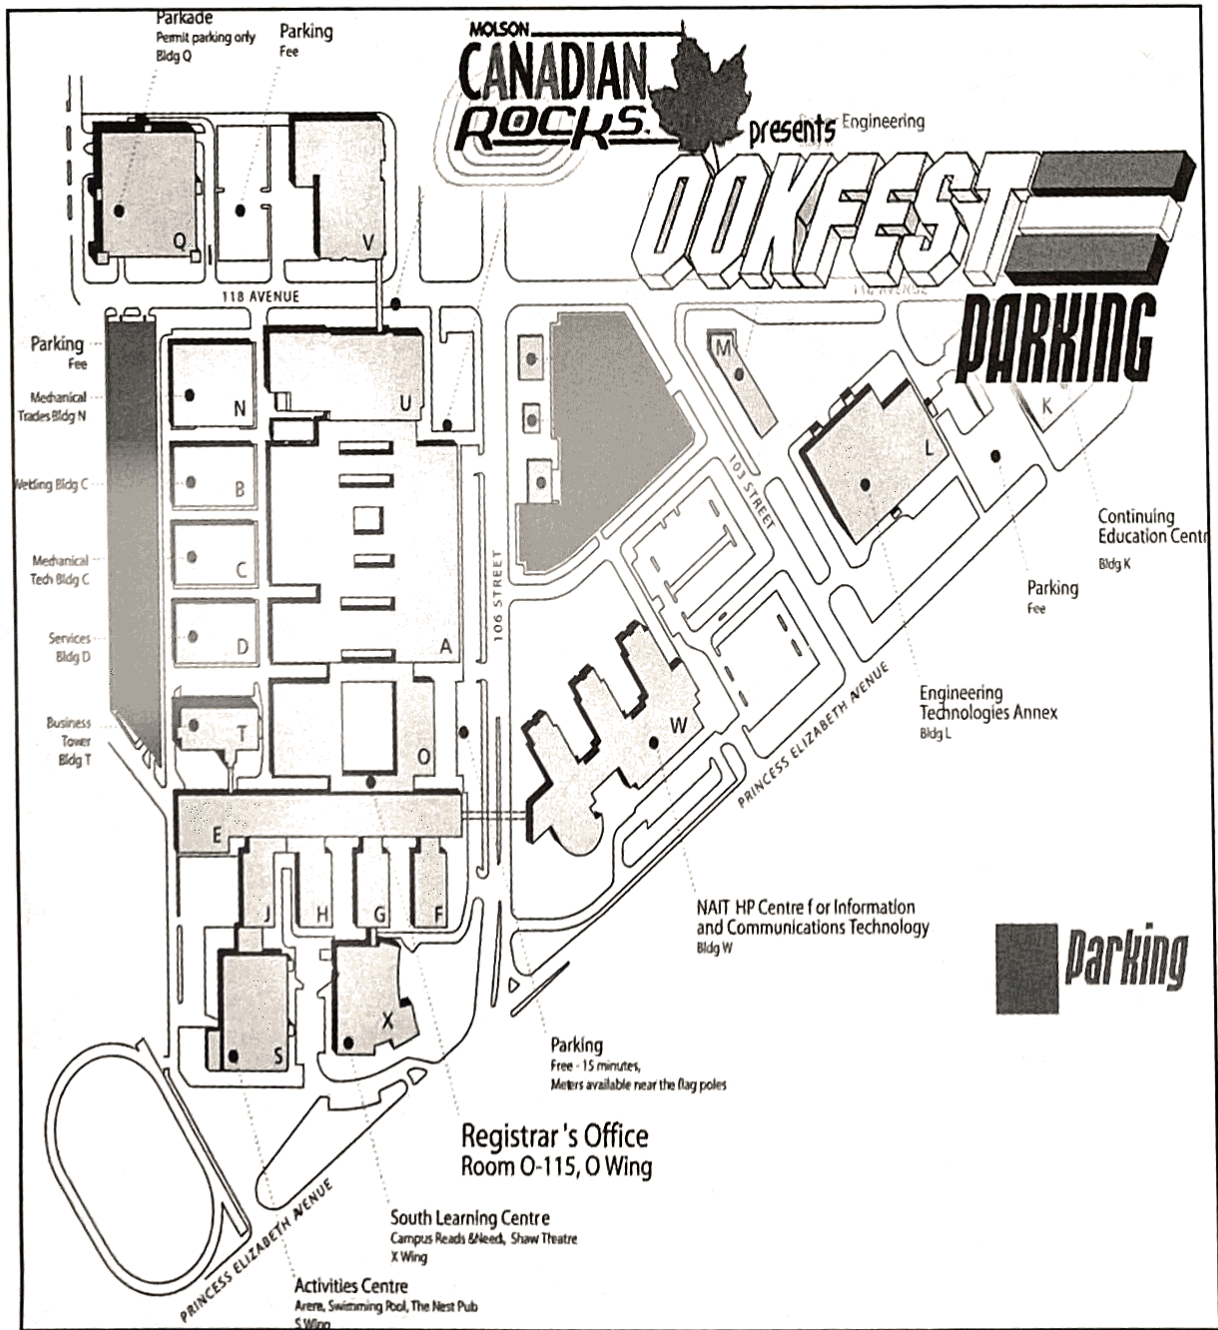 Parkade
Permit parking only
Bldg Q
Parking
Fee
MOLSON
CANADIAN
ROCKS.
presents
Engineering
OOKFEST
PARKING
Q
V
118 AVENUE
118 AVENUE
Parking
Fee
Mechanical
Trades Bldg N
N
U
M
K
L
Welding Bldg C
B
103 STREET
Continuing
Education Centr
Bldg K
Mechanical
Tech Bldg C
C
106 STREET
Parking
Fee
Services
Bldg D
D
A
W
PRINCESS ELIZABETH AVENUE
Engineering
Technologies Annex
Bldg L
Business
Tower
Bldg T
T
O
E
J
H
G
F
NAIT HP Centre for Information
and Communications Technology
Bldg W
parking
S
X
Parking
Free - 15 minutes,
Meters available near the flag poles
Registrar's Office
Room O-115, O Wing
PRINCESS ELIZABETH AVENUE
South Learning Centre
Campus Reads &Need, Shaw Theatre
X Wing
Activities Centre
Arena, Swimming Pool, The Nest Pub
S Wing